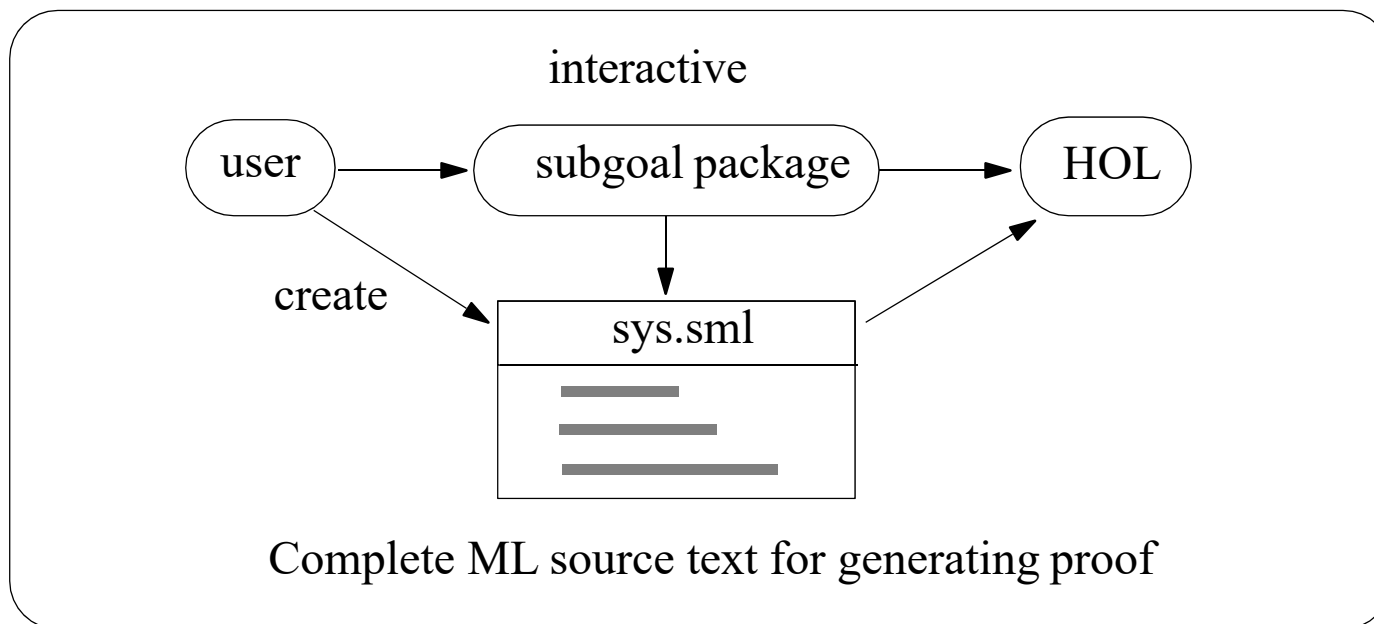 interactive
user
subgoal package
HOL
create
sys.sml
Complete ML source text for generating proof